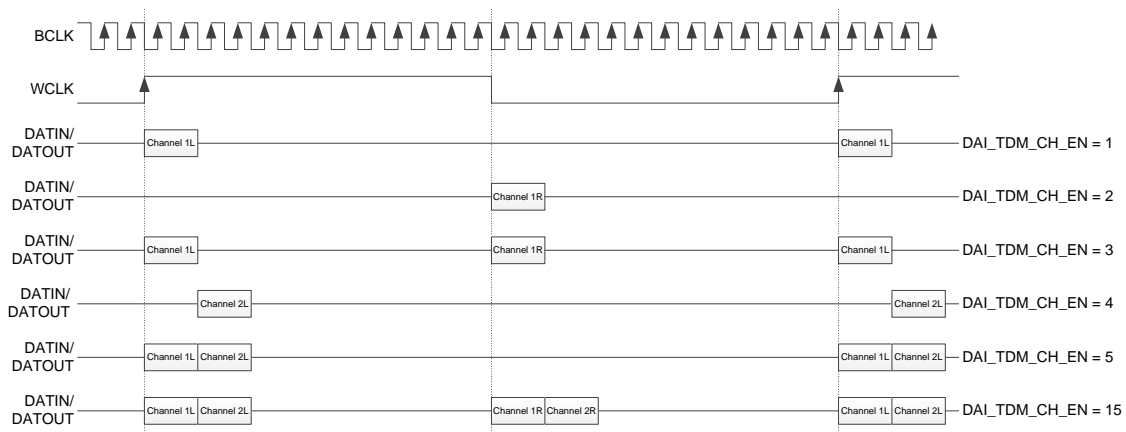 BCLK
WCLK
DATIN/
DATOUT
Channel 1L
Channel 1L
DAI_TDM_CH_EN = 1
DATIN/
DATOUT
Channel 1R
DAI_TDM_CH_EN = 2
DATIN/
DATOUT
Channel 1L
Channel 1R
Channel 1L
DAI_TDM_CH_EN = 3
DATIN/
DATOUT
Channel 2L
Channel 2L
DAI_TDM_CH_EN = 4
DATIN/
DATOUT
Channel 1L
Channel 2L
Channel 1L
Channel 2L
DAI_TDM_CH_EN = 5
DATIN/
DATOUT
Channel 1L
Channel 2L
Channel 1R
Channel 2R
Channel 1L
Channel 2L
DAI_TDM_CH_EN = 15